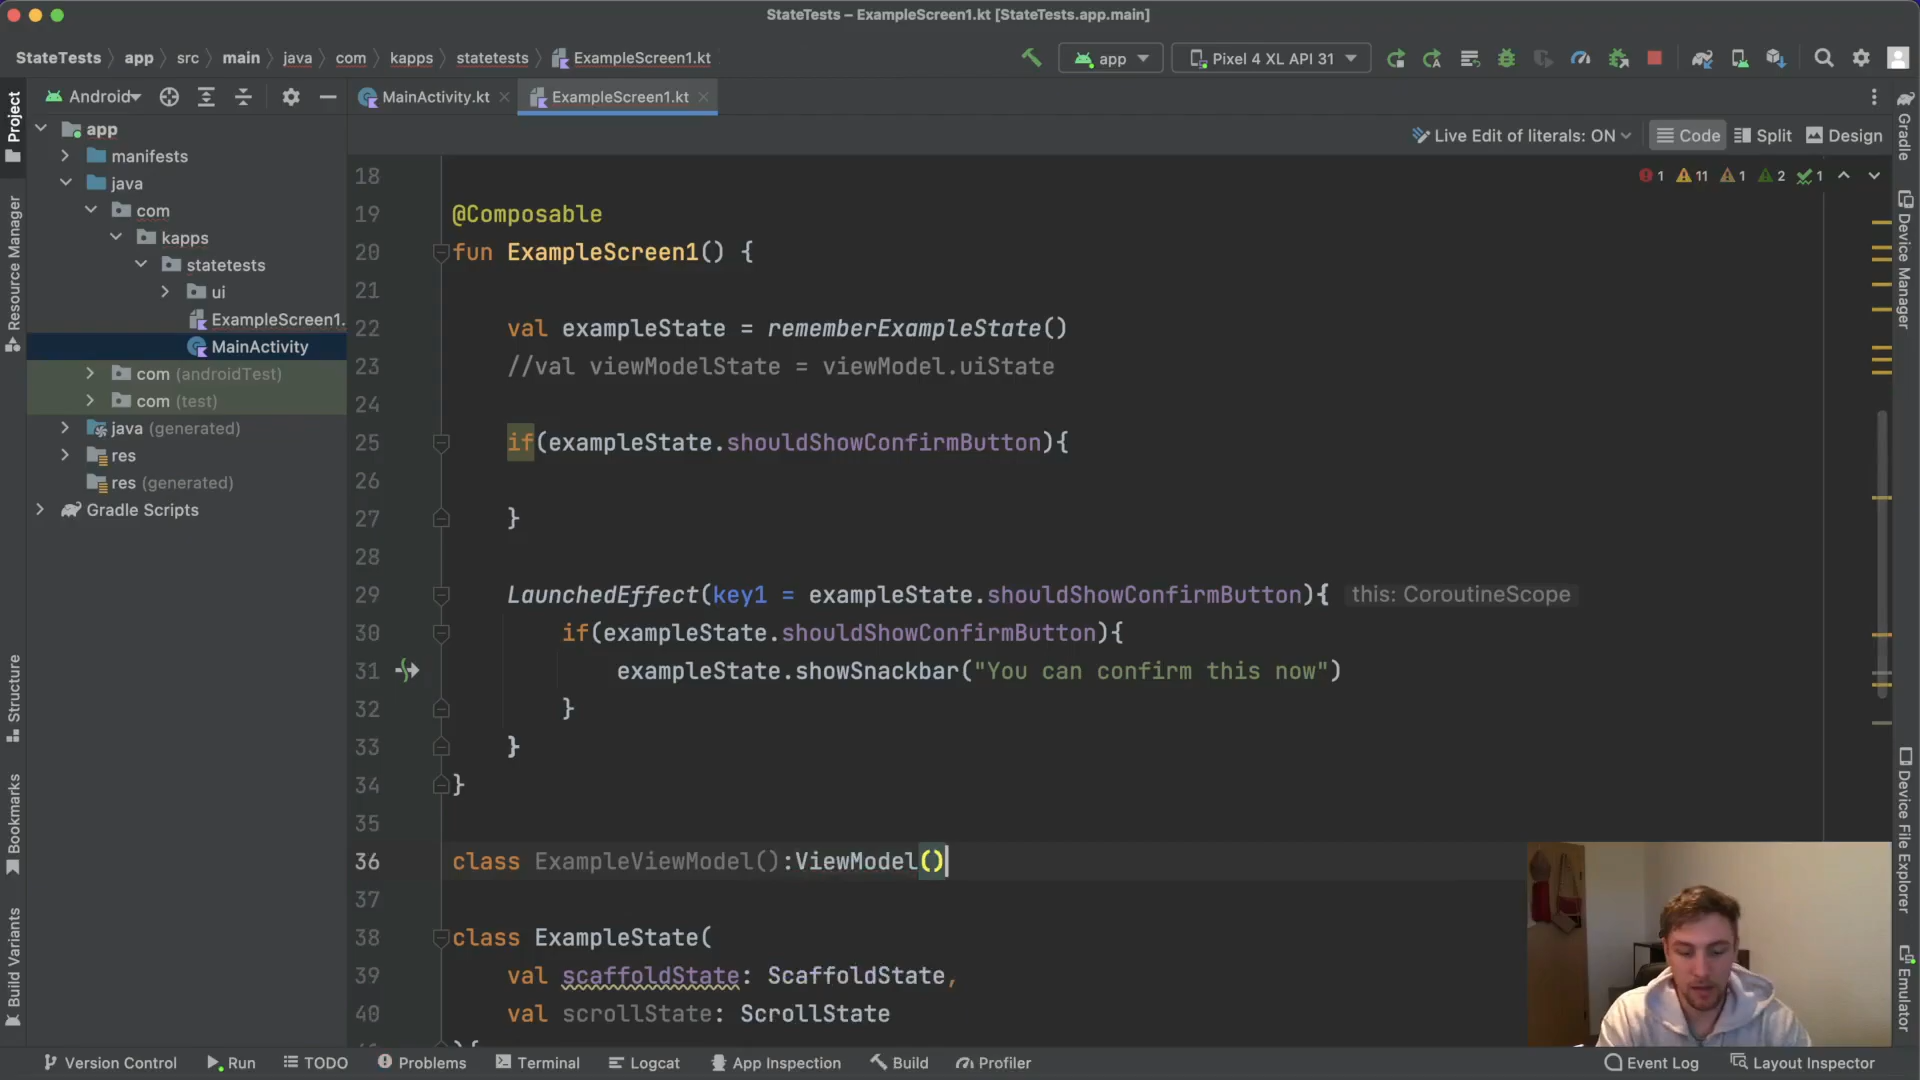 StateTests – ExampleScreen1.kt [StateTests.app.main]
StateTests app src main java com kapps statetests ExampleScreen1.kt app Pixel 4 XL API 31
Android MainActivity.kt ExampleScreen1.kt
Live Edit of literals: ON Code Split Design
1 11 1 2 1
Project
Resource Manager
Structure
Bookmarks
Build Variants
app
manifests
java
com
kapps
statetests
ui
ExampleScreen1.
MainActivity
com (androidTest)
com (test)
java (generated)
res
res (generated)
Gradle Scripts
18
19 @Composable
20 fun ExampleScreen1() {
21
22 val exampleState = rememberExampleState()
23 //val viewModelState = viewModel.uiState
24
25 if(exampleState.shouldShowConfirmButton){
26
27 }
28
29 LaunchedEffect(key1 = exampleState.shouldShowConfirmButton){ this: CoroutineScope
30 if(exampleState.shouldShowConfirmButton){
31 exampleState.showSnackbar("You can confirm this now")
32 }
33 }
34 }
35
36 class ExampleViewModel():ViewModel()
37
38 class ExampleState(
39 val scaffoldState: ScaffoldState,
40 val scrollState: ScrollState
Gradle
Device Manager
Device File Explorer
Emulator
Version Control Run TODO Problems Terminal Logcat App Inspection Build Profiler Event Log Layout Inspector